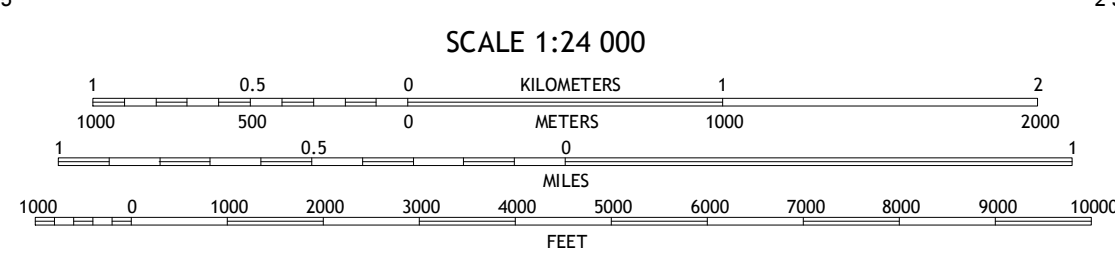 SCALE 1:24 000
1 0.5 0 KILOMETERS 1 2
1000 500 0 METERS 1000 2000
1 0.5 0 1
MILES
1000 0 1000 2000 3000 4000 5000 6000 7000 8000 9000 10000
FEET